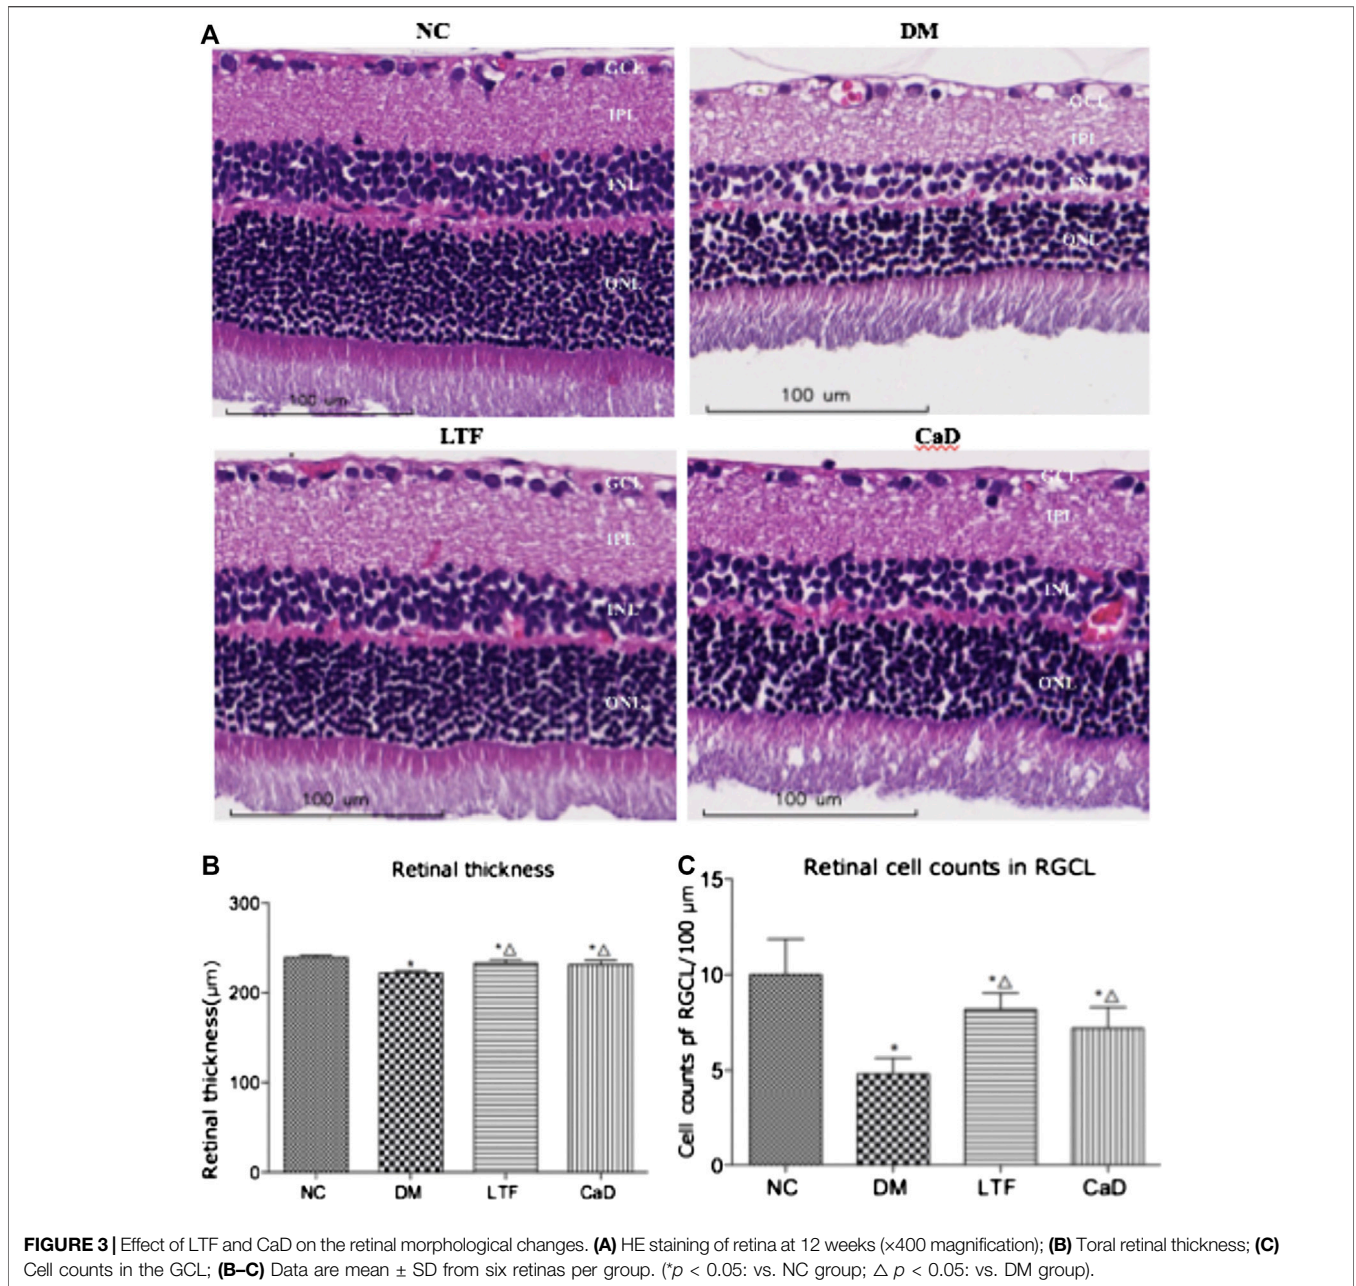 A
NC
DM
GCL
IPL
INL
ONL
100 um
GCL
IPL
INL
ONL
100 um
LTF
CaD
GCL
IPL
INL
ONL
100 um
GCL
IPL
INL
ONL
100 um
B
Retinal thickness
Retinal thickness(μm)
300
200
100
0
*
*△
*△
NC
DM
LTF
CaD
C
Retinal cell counts in RGCL
Cell counts pf RGCL/100 μm
15
10
5
0
*
*△
*△
NC
DM
LTF
CaD
FIGURE 3 | Effect of LTF and CaD on the retinal morphological changes. (A) HE staining of retina at 12 weeks (×400 magnification); (B) Toral retinal thickness; (C)
Cell counts in the GCL; (B–C) Data are mean ± SD from six retinas per group. (*p < 0.05: vs. NC group; △ p < 0.05: vs. DM group).